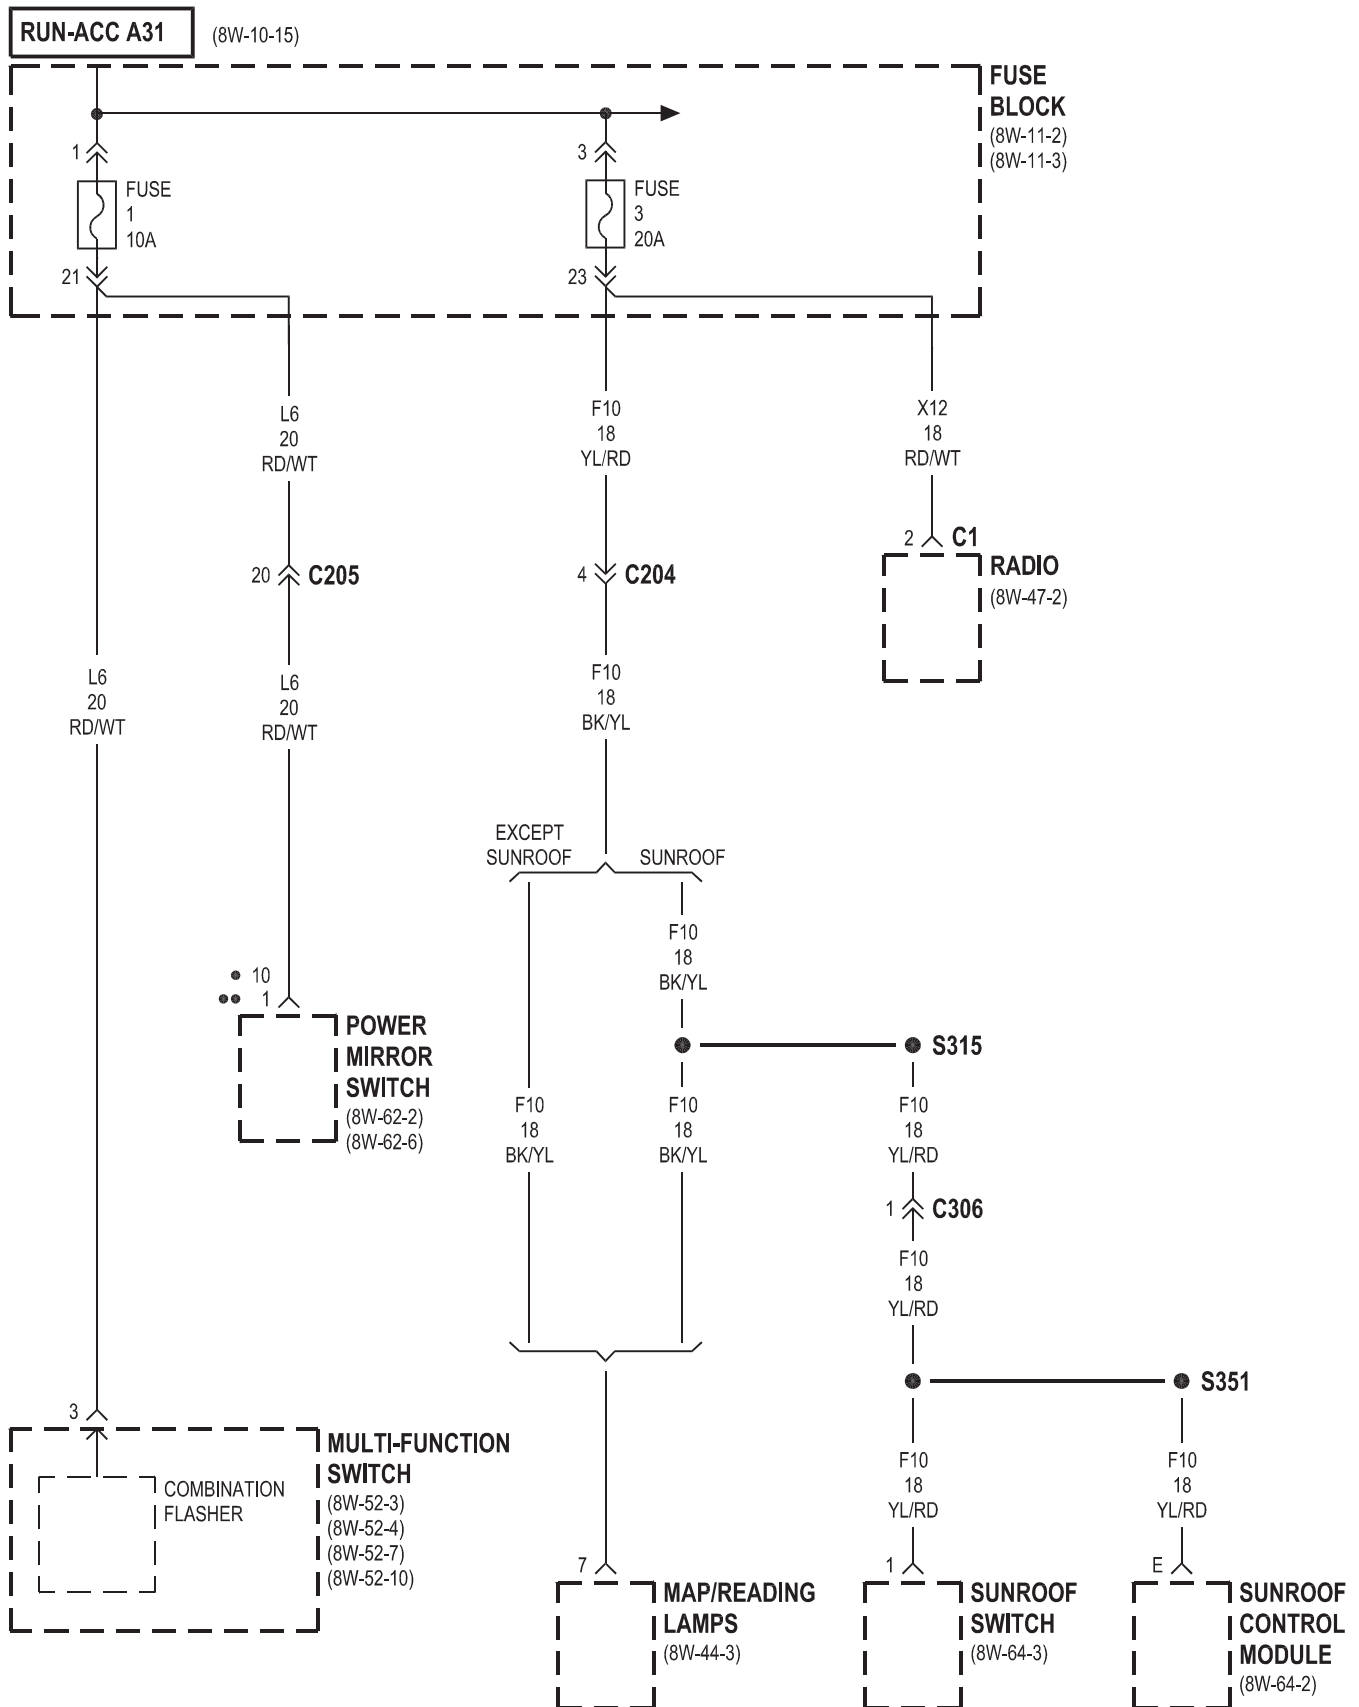 RUN-ACC A31
(8W-10-15)
FUSE
BLOCK
(8W-11-2)
(8W-11-3)
1
FUSE
1
10A
21
3
FUSE
3
20A
23
L6
20
RD/WT
F10
18
YL/RD
X12
18
RD/WT
2
C1
RADIO
(8W-47-2)
20
C205
4
C204
L6
20
RD/WT
L6
20
RD/WT
F10
18
BK/YL
EXCEPT
SUNROOF
SUNROOF
F10
18
BK/YL
10
1
POWER
MIRROR
SWITCH
(8W-62-2)
(8W-62-6)
S315
F10
18
BK/YL
F10
18
BK/YL
F10
18
YL/RD
1
C306
F10
18
YL/RD
S351
3
MULTI-FUNCTION
SWITCH
(8W-52-3)
(8W-52-4)
(8W-52-7)
(8W-52-10)
COMBINATION
FLASHER
F10
18
YL/RD
F10
18
YL/RD
7
MAP/READING
LAMPS
(8W-44-3)
1
SUNROOF
SWITCH
(8W-64-3)
E
SUNROOF
CONTROL
MODULE
(8W-64-2)